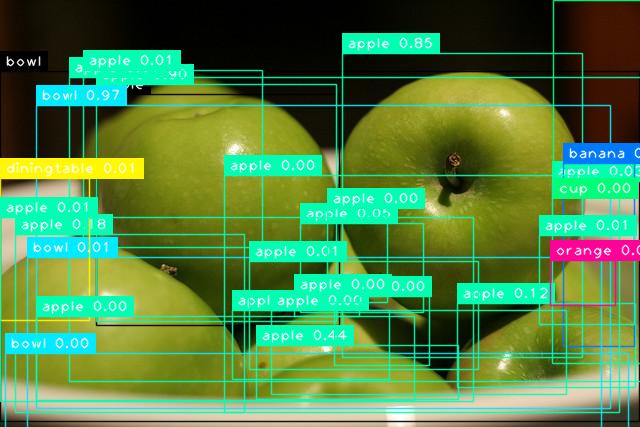 apple 0.85
bowl
apple 0.01
bowl 0.97
apple 0.00
diningtable 0.01
banana 0
cup 0.00
apple 0.00
apple 0.05
apple 0.01
apple 0.01
bowl 0.01
apple 0.01
orange 0.0
apple 0.00
0.00
apple 0.12
apple 0.00
apple 0.00
apple 0.44
bowl 0.00